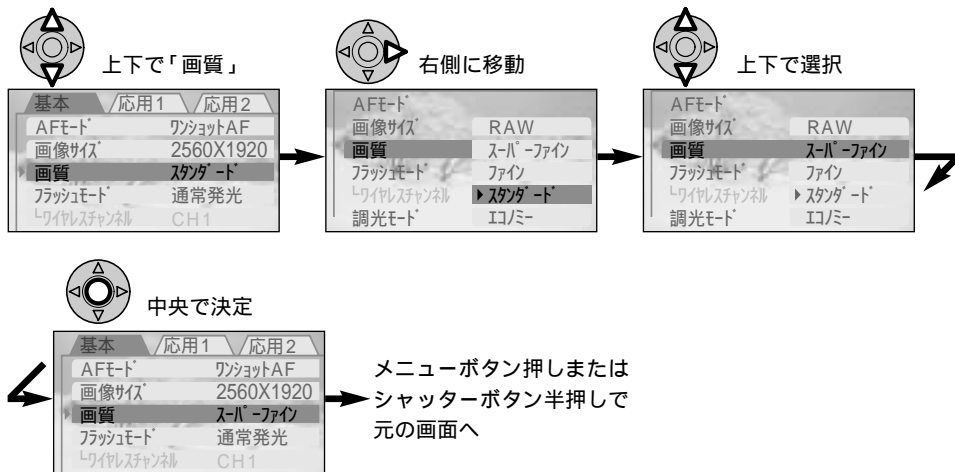 上下で「画質」
基本 応用1 応用2
AFモード ワンショットAF
画像サイズ 2560X1920
画質 スタンダード
フラッシュモード 通常発光
└ワイヤレスチャンネル CH1
右側に移動
AFモード
画像サイズ RAW
画質 スーパーファイン
フラッシュモード ファイン
└ワイヤレスチャンネル スタンダード
調光モード エコノミー
上下で選択
AFモード
画像サイズ RAW
画質 スーパーファイン
フラッシュモード ファイン
└ワイヤレスチャンネル スタンダード
調光モード エコノミー
中央で決定
基本 応用1 応用2
AFモード ワンショットAF
画像サイズ 2560X1920
画質 スーパーファイン
フラッシュモード 通常発光
└ワイヤレスチャンネル CH1
メニューボタン押しまたは
シャッターボタン半押しで
元の画面へ